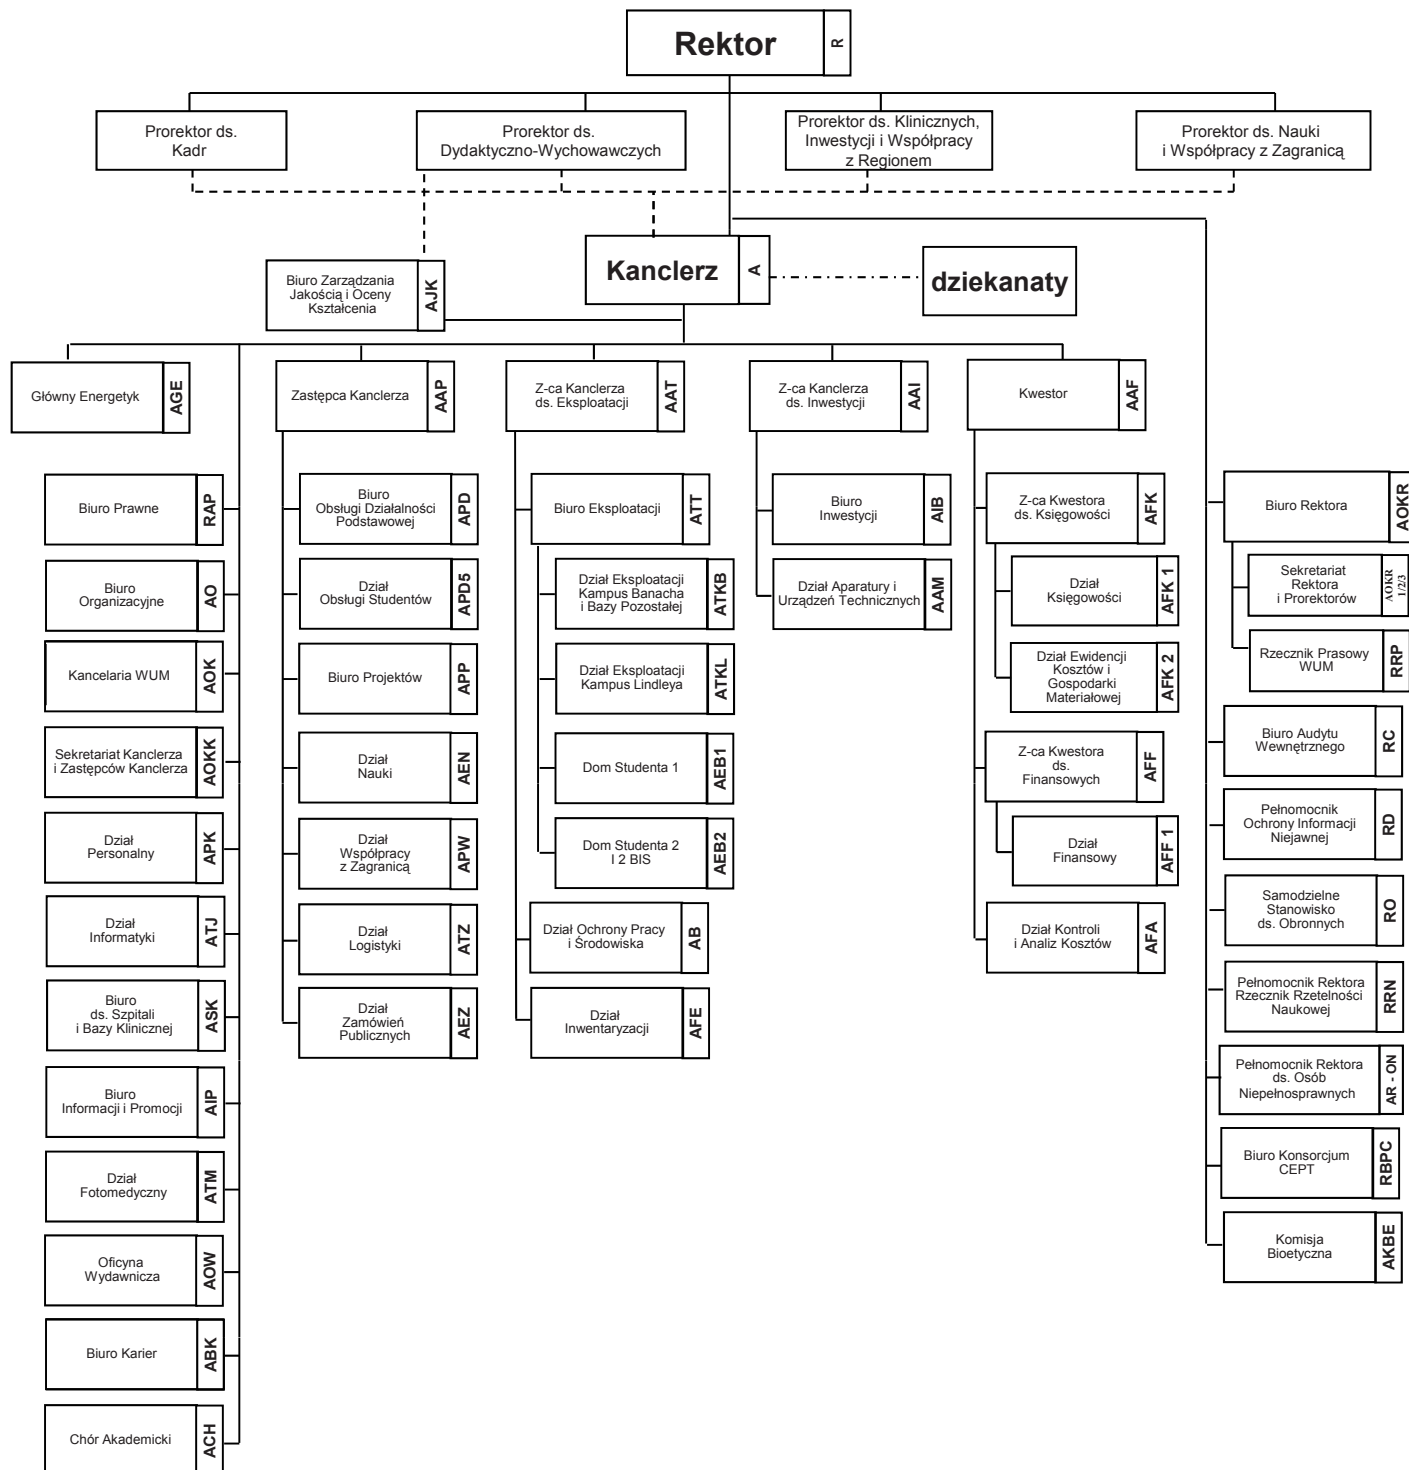 Rektor
R
Prorektor ds.
Kadr
Prorektor ds.
Dydaktyczno-Wychowawczych
Prorektor ds. Klinicznych,
Inwestycji i Współpracy
z Regionem
Prorektor ds. Nauki
i Współpracy z Zagranicą
Kanclerz
A
dziekanaty
Biuro Zarządzania
Jakością i Oceny
Kształcenia
AJK
Główny Energetyk
AGE
Zastępca Kanclerza
AAP
Z-ca Kanclerza
ds. Eksploatacji
AAT
Z-ca Kanclerza
ds. Inwestycji
AAI
Kwestor
AAF
Biuro Prawne
RAP
Biuro
Organizacyjne
AO
Kancelaria WUM
AOK
Sekretariat Kanclerza
i Zastępców Kanclerza
AOKK
Dział
Personalny
APK
Dział
Informatyki
ATJ
Biuro
ds. Szpitali
i Bazy Klinicznej
ASK
Biuro
Informacji i Promocji
AIP
Dział
Fotomedyczny
ATM
Oficyna
Wydawnicza
AOW
Biuro Karier
ABK
Chór Akademicki
ACH
Biuro
Obsługi Działalności
Podstawowej
APD
Dział
Obsługi Studentów
APD5
Biuro Projektów
APP
Dział
Nauki
AEN
Dział
Współpracy
z Zagranicą
APW
Dział
Logistyki
ATZ
Dział
Zamówień
Publicznych
AEZ
Biuro Eksploatacji
ATT
Dział Eksploatacji
Kampus Banacha
i Bazy Pozostałej
ATKB
Dział Eksploatacji
Kampus Lindleya
ATKL
Dom Studenta 1
AEB1
Dom Studenta 2
I 2 BIS
AEB2
Dział Ochrony Pracy
i Środowiska
AB
Dział
Inwentaryzacji
AFE
Biuro
Inwestycji
AIB
Dział Aparatury i
Urządzeń Technicznych
AAM
Z-ca Kwestora
ds. Księgowości
AFK
Dział
Księgowości
AFK 1
Dział Ewidencji
Kosztów i
Gospodarki
Materiałowej
AFK 2
Z-ca Kwestora
ds.
Finansowych
AFF
Dział
Finansowy
AFF 1
Dział Kontroli
i Analiz Kosztów
AFA
Biuro Rektora
AOKR
Sekretariat
Rektora
i Prorektorów
AOKR
1/2/3
Rzecznik Prasowy
WUM
RRP
Biuro Audytu
Wewnętrznego
RC
Pełnomocnik
Ochrony Informacji
Niejawnej
RD
Samodzielne
Stanowisko
ds. Obronnych
RO
Pełnomocnik Rektora
Rzecznik Rzetelności
Naukowej
RRN
Pełnomocnik Rektora
ds. Osób
Niepełnosprawnych
AR - ON
Biuro Konsorcjum
CEPT
RBPC
Komisja
Bioetyczna
AKBE